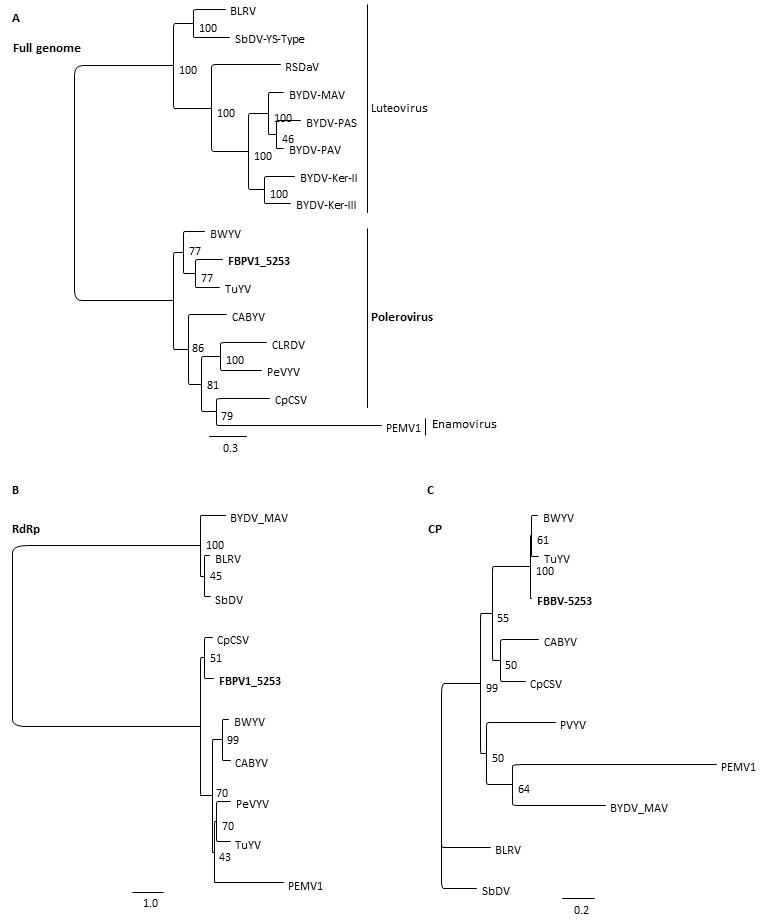 A
Full genome
BLRV
100
SbDV-YS-Type
100
RSDaV
100
BYDV-MAV
100
BYDV-PAS
46
BYDV-PAV
100
BYDV-Ker-II
100
BYDV-Ker-III
Luteovirus
BWYV
77
FBPV1_5253
77
TuYV
CABYV
86
CLRDV
100
PeVYV
81
CpCSV
79
PEMV1
Polerovirus
Enamovirus
0.3
B
RdRp
BYDV_MAV
100
BLRV
45
SbDV
CpCSV
51
FBPV1_5253
BWYV
99
CABYV
70
PeVYV
70
TuYV
43
PEMV1
1.0
C
CP
BWYV
61
TuYV
100
FBBV-5253
55
CABYV
50
CpCSV
99
PVYV
50
PEMV1
64
BYDV_MAV
BLRV
SbDV
0.2